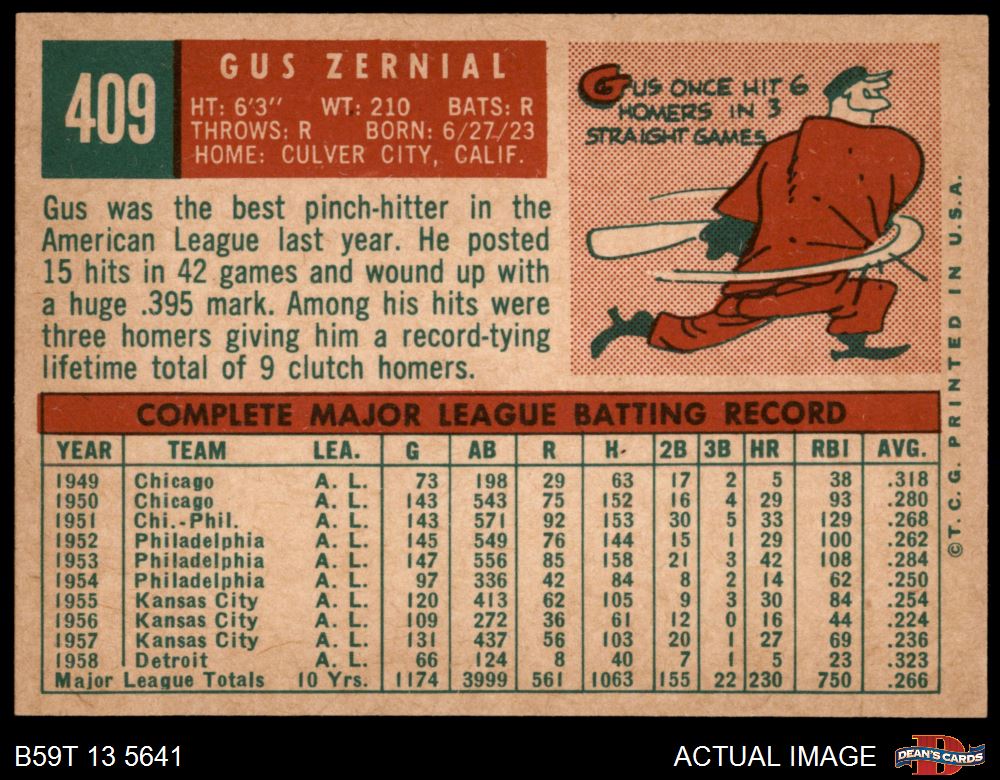 409
GUS ZERNIAL
HT: 6'3" WT: 210 BATS: R
THROWS: R BORN: 6/27/23
HOME: CULVER CITY, CALIF.
GUS ONCE HIT 6
HOMERS IN 3
STRAIGHT GAMES
Gus was the best pinch-hitter in the
American League last year. He posted
15 hits in 42 games and wound up with
a huge .395 mark. Among his hits were
three homers giving him a record-tying
lifetime total of 9 clutch homers.
COMPLETE MAJOR LEAGUE BATTING RECORD
YEAR TEAM LEA. G AB R H. 2B 3B HR RBI AVG.
1949 Chicago A. L. 73 198 29 63 17 2 5 38 .318
1950 Chicago A. L. 143 543 75 152 16 4 29 93 .280
1951 Chi.-Phil. A. L. 143 571 92 153 30 5 33 129 .268
1952 Philadelphia A. L. 145 549 76 144 15 1 29 100 .262
1953 Philadelphia A. L. 147 556 85 158 21 3 42 108 .284
1954 Philadelphia A. L. 97 336 42 84 8 2 14 62 .250
1955 Kansas City A. L. 120 413 62 105 9 3 30 84 .254
1956 Kansas City A. L. 109 272 36 61 12 0 16 44 .224
1957 Kansas City A. L. 131 437 56 103 20 1 27 69 .236
1958 Detroit A. L. 66 124 8 40 7 1 5 23 .323
Major League Totals 10 Yrs. 1174 3999 561 1063 155 22 230 750 .266
© T. C. G. PRINTED IN U.S.A.
B59T 13 5641
ACTUAL IMAGE
D
DEAN'S CARDS